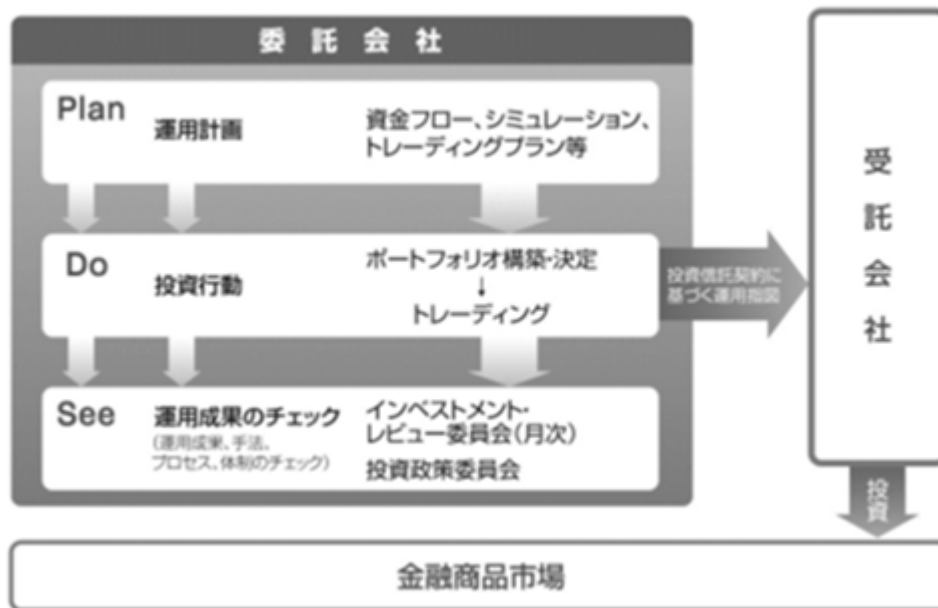 委託会社
Plan
運用計画
資金フロー、シミュレーション、
トレーディングプラン等
Do
投資行動
ポートフォリオ構築・決定
↓
トレーディング
投資信託契約に
基づく運用指図
See
運用成果のチェック
(運用成果、手法、
プロセス、体制のチェック)
インベストメント・
レビュー委員会(月次)
投資政策委員会
受託会社
投資
金融商品市場